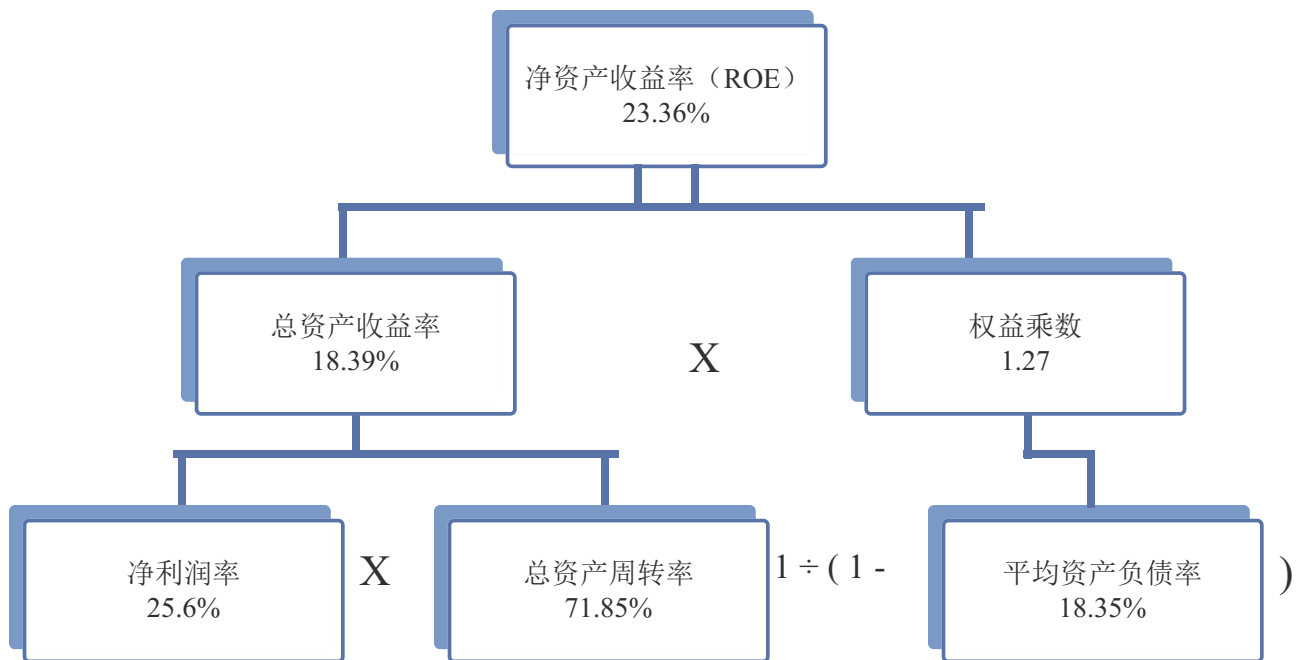 净资产收益率（ROE）
23.36%
总资产收益率
18.39%
X
权益乘数
1.27
净利润率
25.6%
X
总资产周转率
71.85%
1 ÷ ( 1 -
平均资产负债率
18.35%
)